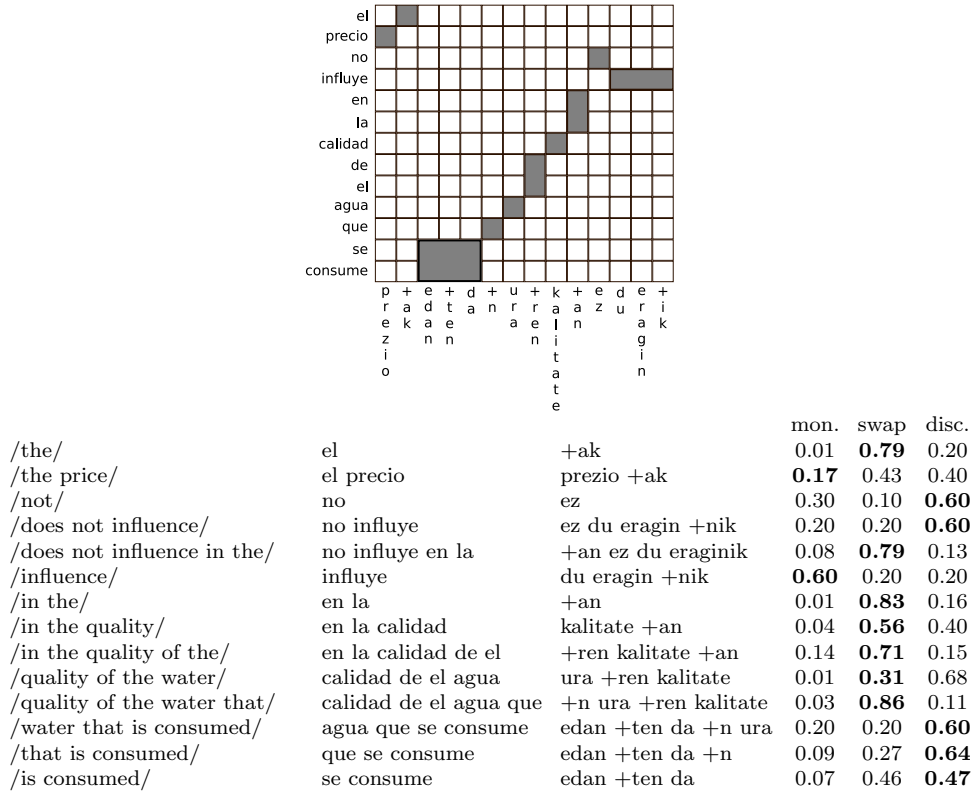 el
precio
no
influye
en
la
calidad
de
el
agua
que
se
consume
prezio +ak edan +ten da +n ura +ren kalitate +an ez du eragin +ik
mon. swap disc.
/the/ el +ak 0.01 0.79 0.20
/the price/ el precio prezio +ak 0.17 0.43 0.40
/not/ no ez 0.30 0.10 0.60
/does not influence/ no influye ez du eragin +nik 0.20 0.20 0.60
/does not influence in the/ no influye en la +an ez du eraginik 0.08 0.79 0.13
/influence/ influye du eragin +nik 0.60 0.20 0.20
/in the/ en la +an 0.01 0.83 0.16
/in the quality/ en la calidad kalitate +an 0.04 0.56 0.40
/in the quality of the/ en la calidad de el +ren kalitate +an 0.14 0.71 0.15
/quality of the water/ calidad de el agua ura +ren kalitate 0.01 0.31 0.68
/quality of the water that/ calidad de el agua que +n ura +ren kalitate 0.03 0.86 0.11
/water that is consumed/ agua que se consume edan +ten da +n ura 0.20 0.20 0.60
/that is consumed/ que se consume edan +ten da +n 0.09 0.27 0.64
/is consumed/ se consume edan +ten da 0.07 0.46 0.47